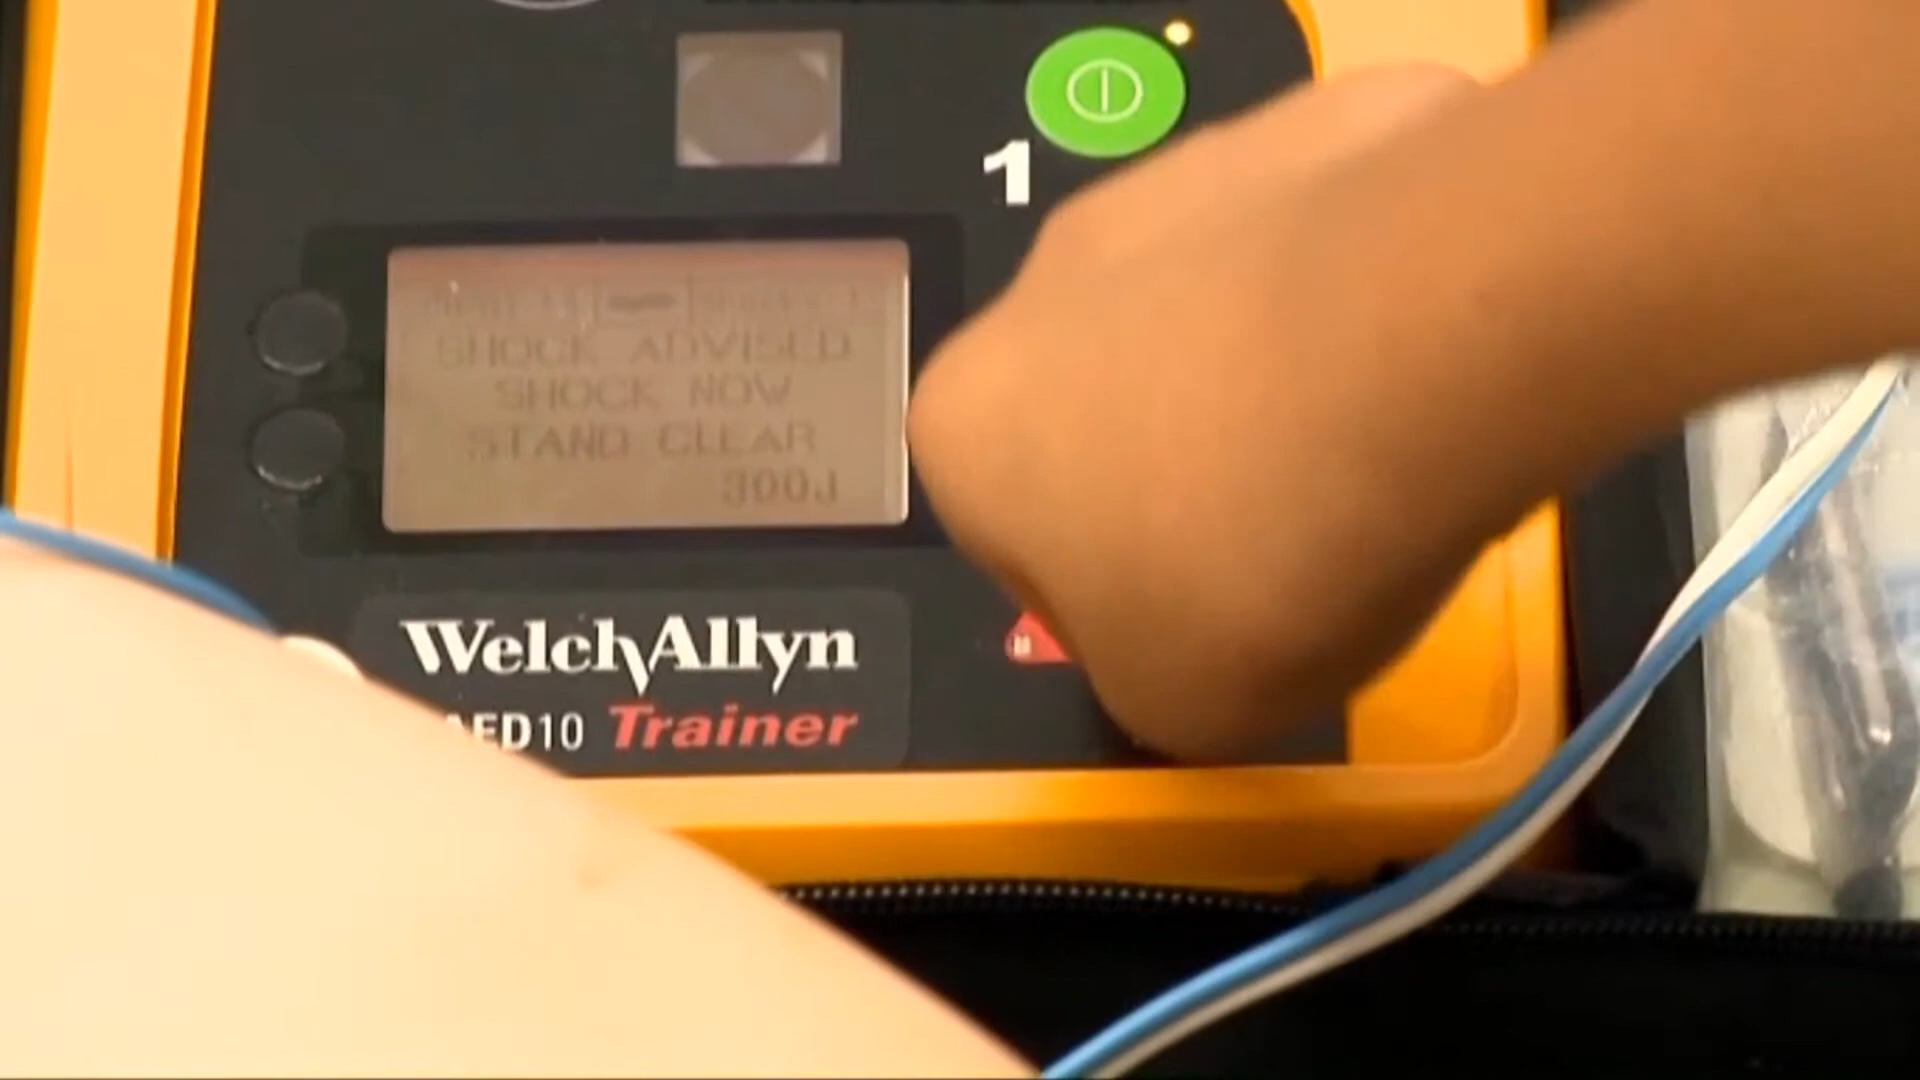 1
SHOCK ADVISED
SHOCK NOW
STAND CLEAR
300J
WelchAllyn
AED10 Trainer